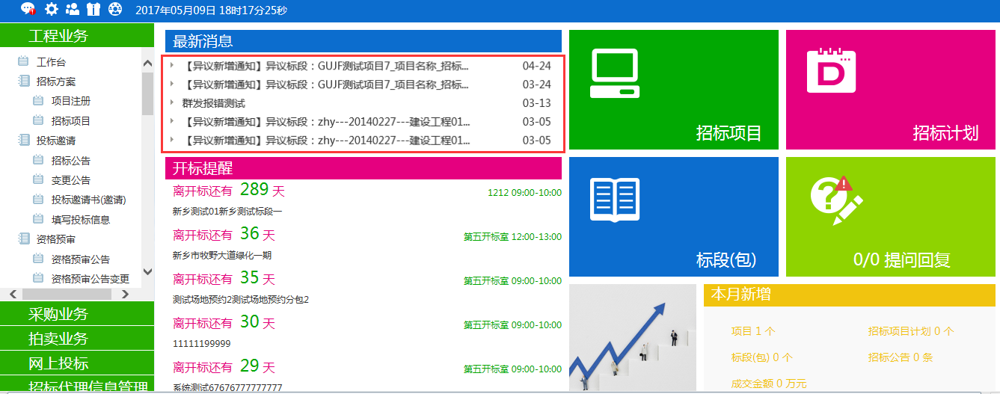 2017年05月09日 18时17分25秒
工程业务
工作台
招标方案
项目注册
招标项目
投标邀请
招标公告
变更公告
投标邀请书(邀请)
填写投标信息
资格预审
资格预审公告
资格预审公告变更
采购业务
拍卖业务
网上投标
招标代理信息管理
最新消息
【异议新增通知】异议标段：GUJF测试项目7_项目名称_招标... 04-24
【异议新增通知】异议标段：GUJF测试项目7_项目名称_招标... 03-24
群发报错测试 03-13
【异议新增通知】异议标段：zhy---20140227---建设工程01... 03-05
【异议新增通知】异议标段：zhy---20140227---建设工程01... 03-05
开标提醒
离开标还有 289 天 1212 09:00-10:00
新乡测试01新乡测试标段一
离开标还有 36 天 第五开标室 12:00-13:00
新乡市牧野大道绿化一期
离开标还有 35 天 第五开标室 09:00-10:00
测试场地预约2测试场地预约分包2
离开标还有 30 天 第五开标室 09:00-10:00
11111199999
离开标还有 29 天 第五开标室 09:00-10:00
系统测试67676777777777
招标项目
D
招标计划
标段(包)
0/0 提问回复
本月新增
项目 1 个 招标项目计划 0 个
标段(包) 0 个 招标公告 0 条
成交金额 0 万元